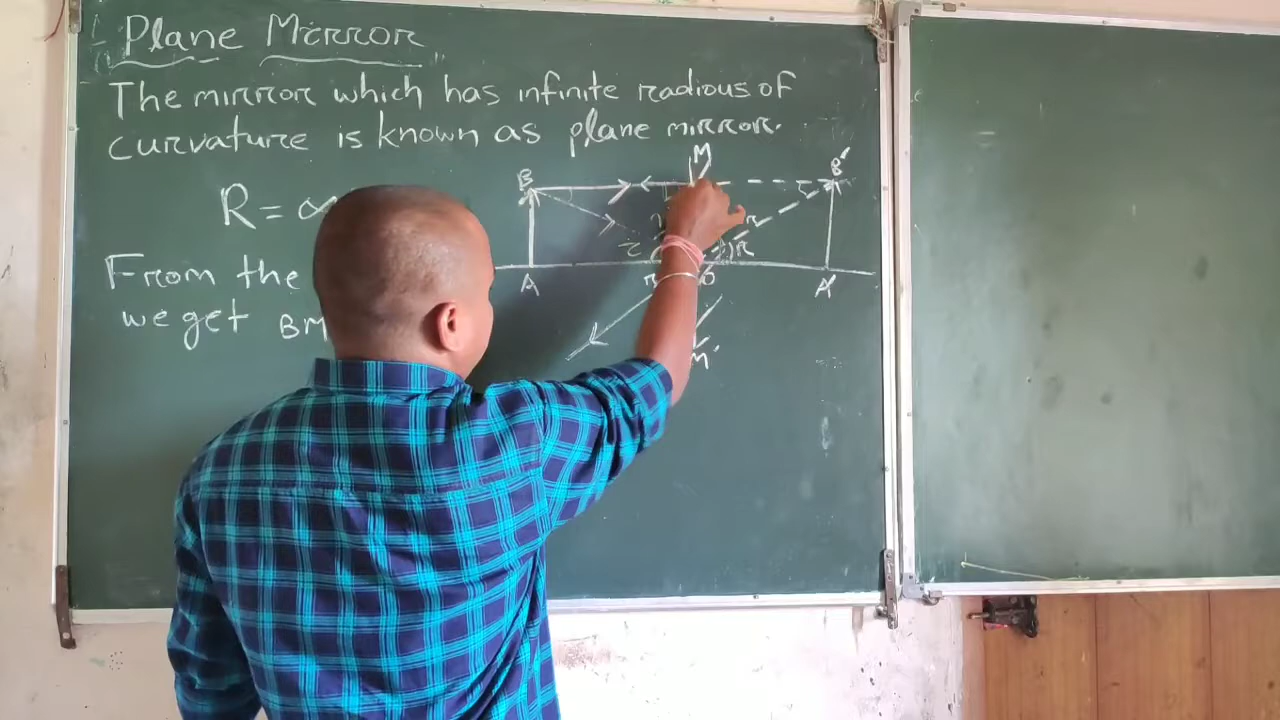 Plane Mirror
The mirror which has infinite radious of
curvature is known as plane mirror.
M
B
B′
R = ∞
r
i
r
From the
A
r
O
A′
we get BM
M′